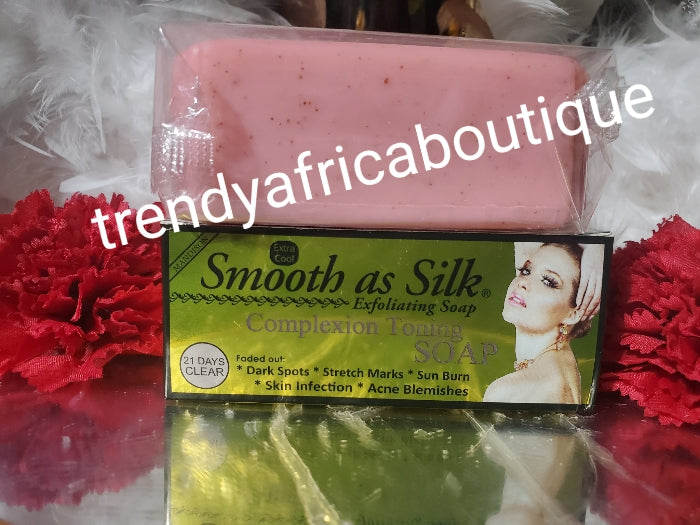 trendyafricaboutique
MANDYSON
Extra
Cool
Smooth as Silk®
Exfoliating Soap
Complexion Toning
SOAP
21 DAYS
CLEAR
Foded out:
* Dark Spots * Stretch Marks * Sun Burn
* Skin Infection * Acne Blemishes